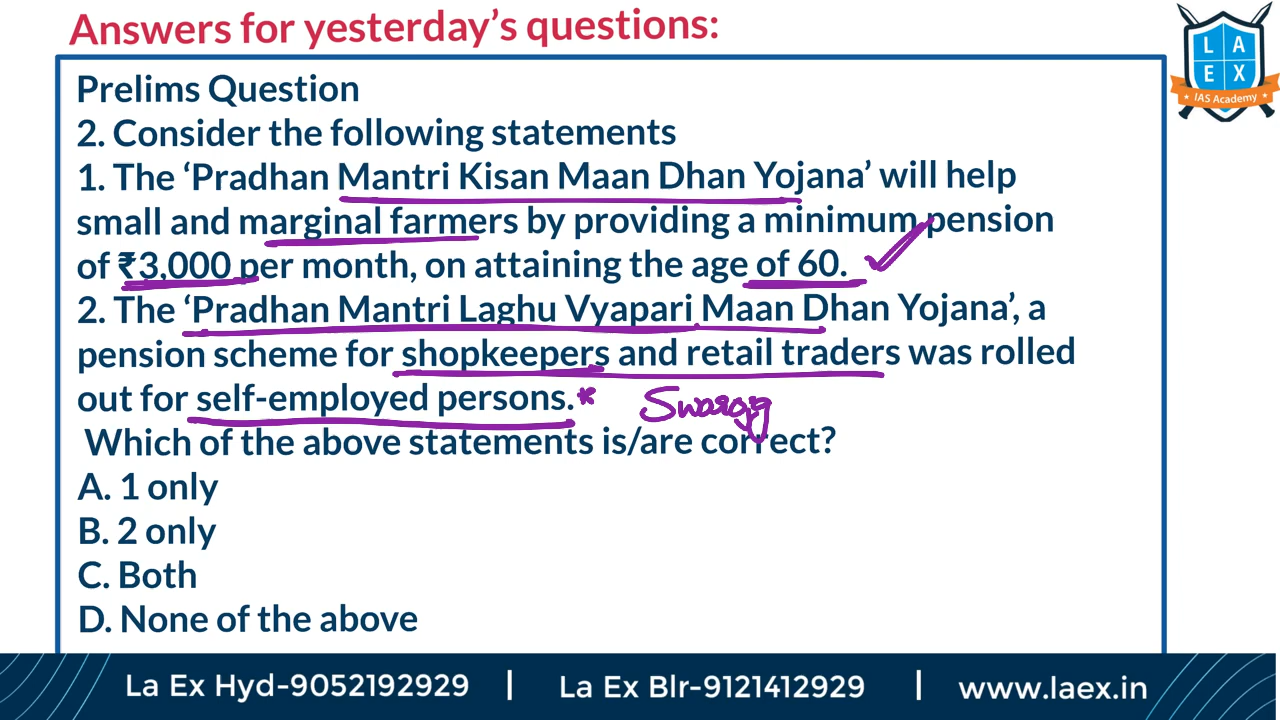 Answers for yesterday's questions:
L A
E X
IAS Academy
Prelims Question
2. Consider the following statements
1. The ‘Pradhan Mantri Kisan Maan Dhan Yojana’ will help
small and marginal farmers by providing a minimum pension
of ₹3,000 per month, on attaining the age of 60.
2. The ‘Pradhan Mantri Laghu Vyapari Maan Dhan Yojana’, a
pension scheme for shopkeepers and retail traders was rolled
out for self-employed persons.*
Which of the above statements is/are correct?
A. 1 only
B. 2 only
C. Both
D. None of the above
La Ex Hyd-9052192929 | La Ex Blr-9121412929 | www.laex.in